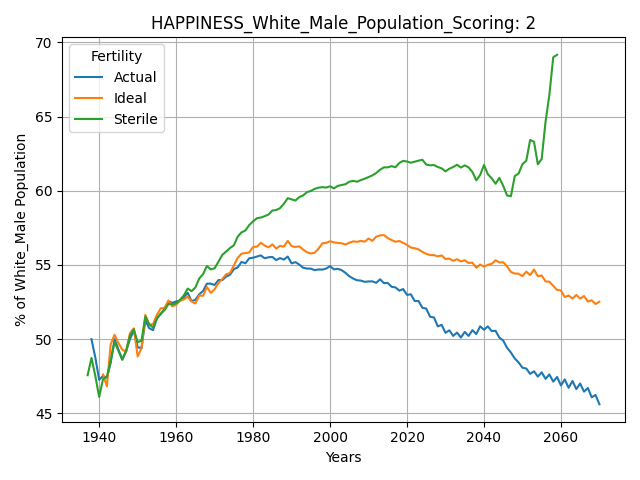 HAPPINESS_White_Male_Population_Scoring: 2
Fertility
Actual
Ideal
Sterile
% of White_Male Population
70
65
60
55
50
45
1940 1960 1980 2000 2020 2040 2060
Years